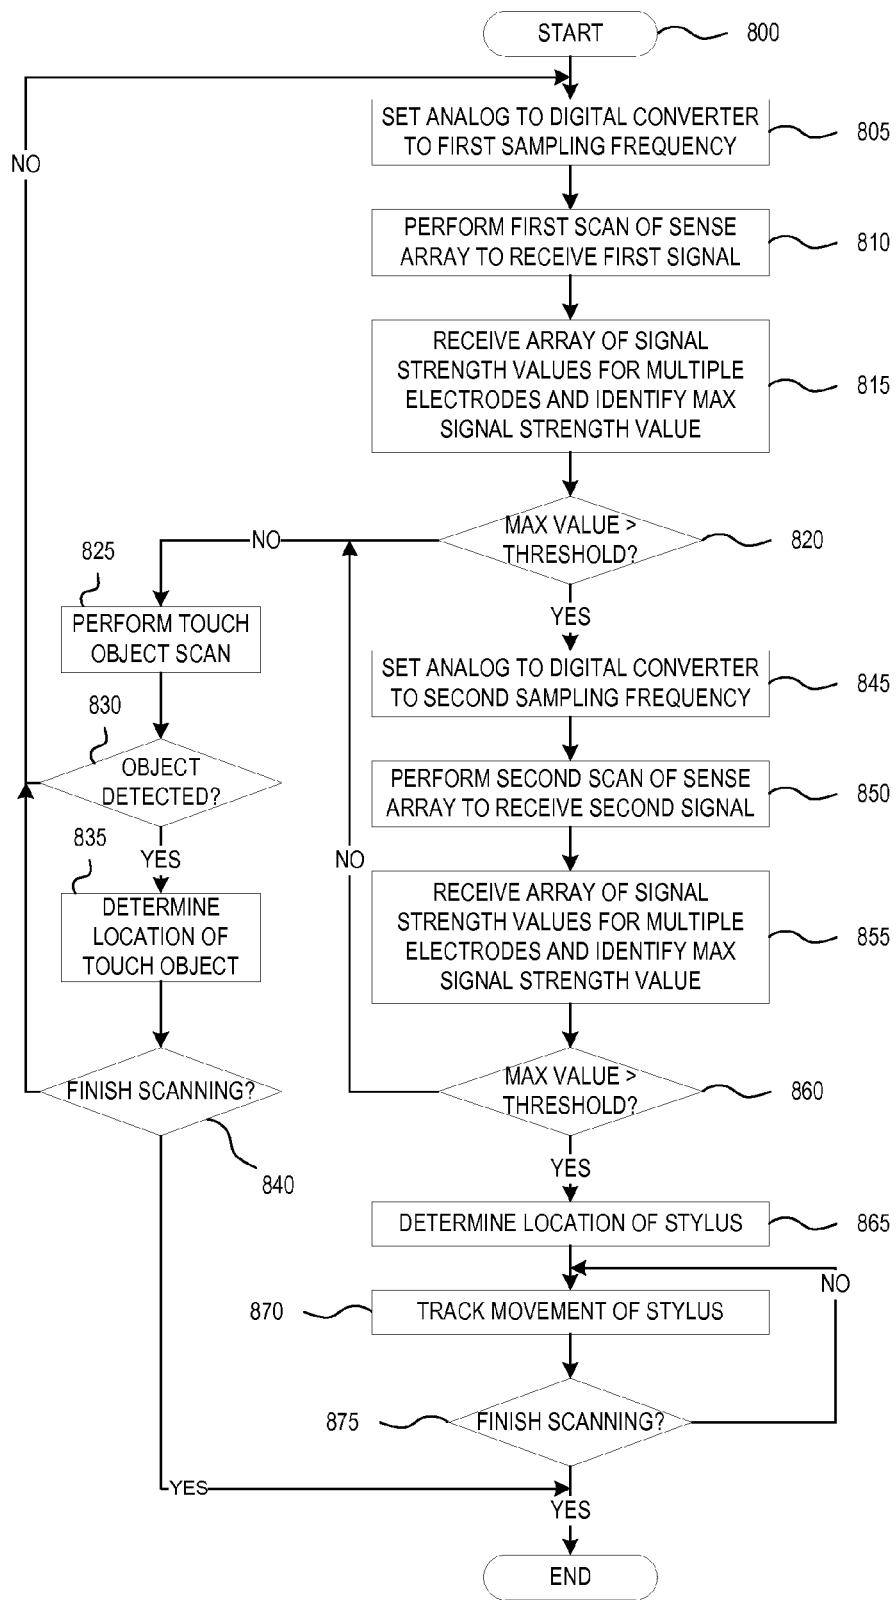 START
800
SET ANALOG TO DIGITAL CONVERTER
TO FIRST SAMPLING FREQUENCY
805
NO
PERFORM FIRST SCAN OF SENSE
ARRAY TO RECEIVE FIRST SIGNAL
810
RECEIVE ARRAY OF SIGNAL
STRENGTH VALUES FOR MULTIPLE
ELECTRODES AND IDENTIFY MAX
SIGNAL STRENGTH VALUE
815
MAX VALUE >
THRESHOLD?
820
NO
825
YES
PERFORM TOUCH
OBJECT SCAN
SET ANALOG TO DIGITAL CONVERTER
TO SECOND SAMPLING FREQUENCY
845
830
OBJECT
DETECTED?
PERFORM SECOND SCAN OF SENSE
ARRAY TO RECEIVE SECOND SIGNAL
850
835
YES
NO
DETERMINE
LOCATION OF
TOUCH OBJECT
RECEIVE ARRAY OF SIGNAL
STRENGTH VALUES FOR MULTIPLE
ELECTRODES AND IDENTIFY MAX
SIGNAL STRENGTH VALUE
855
FINISH SCANNING?
840
MAX VALUE >
THRESHOLD?
860
YES
DETERMINE LOCATION OF STYLUS
865
NO
870
TRACK MOVEMENT OF STYLUS
875
FINISH SCANNING?
YES
YES
END